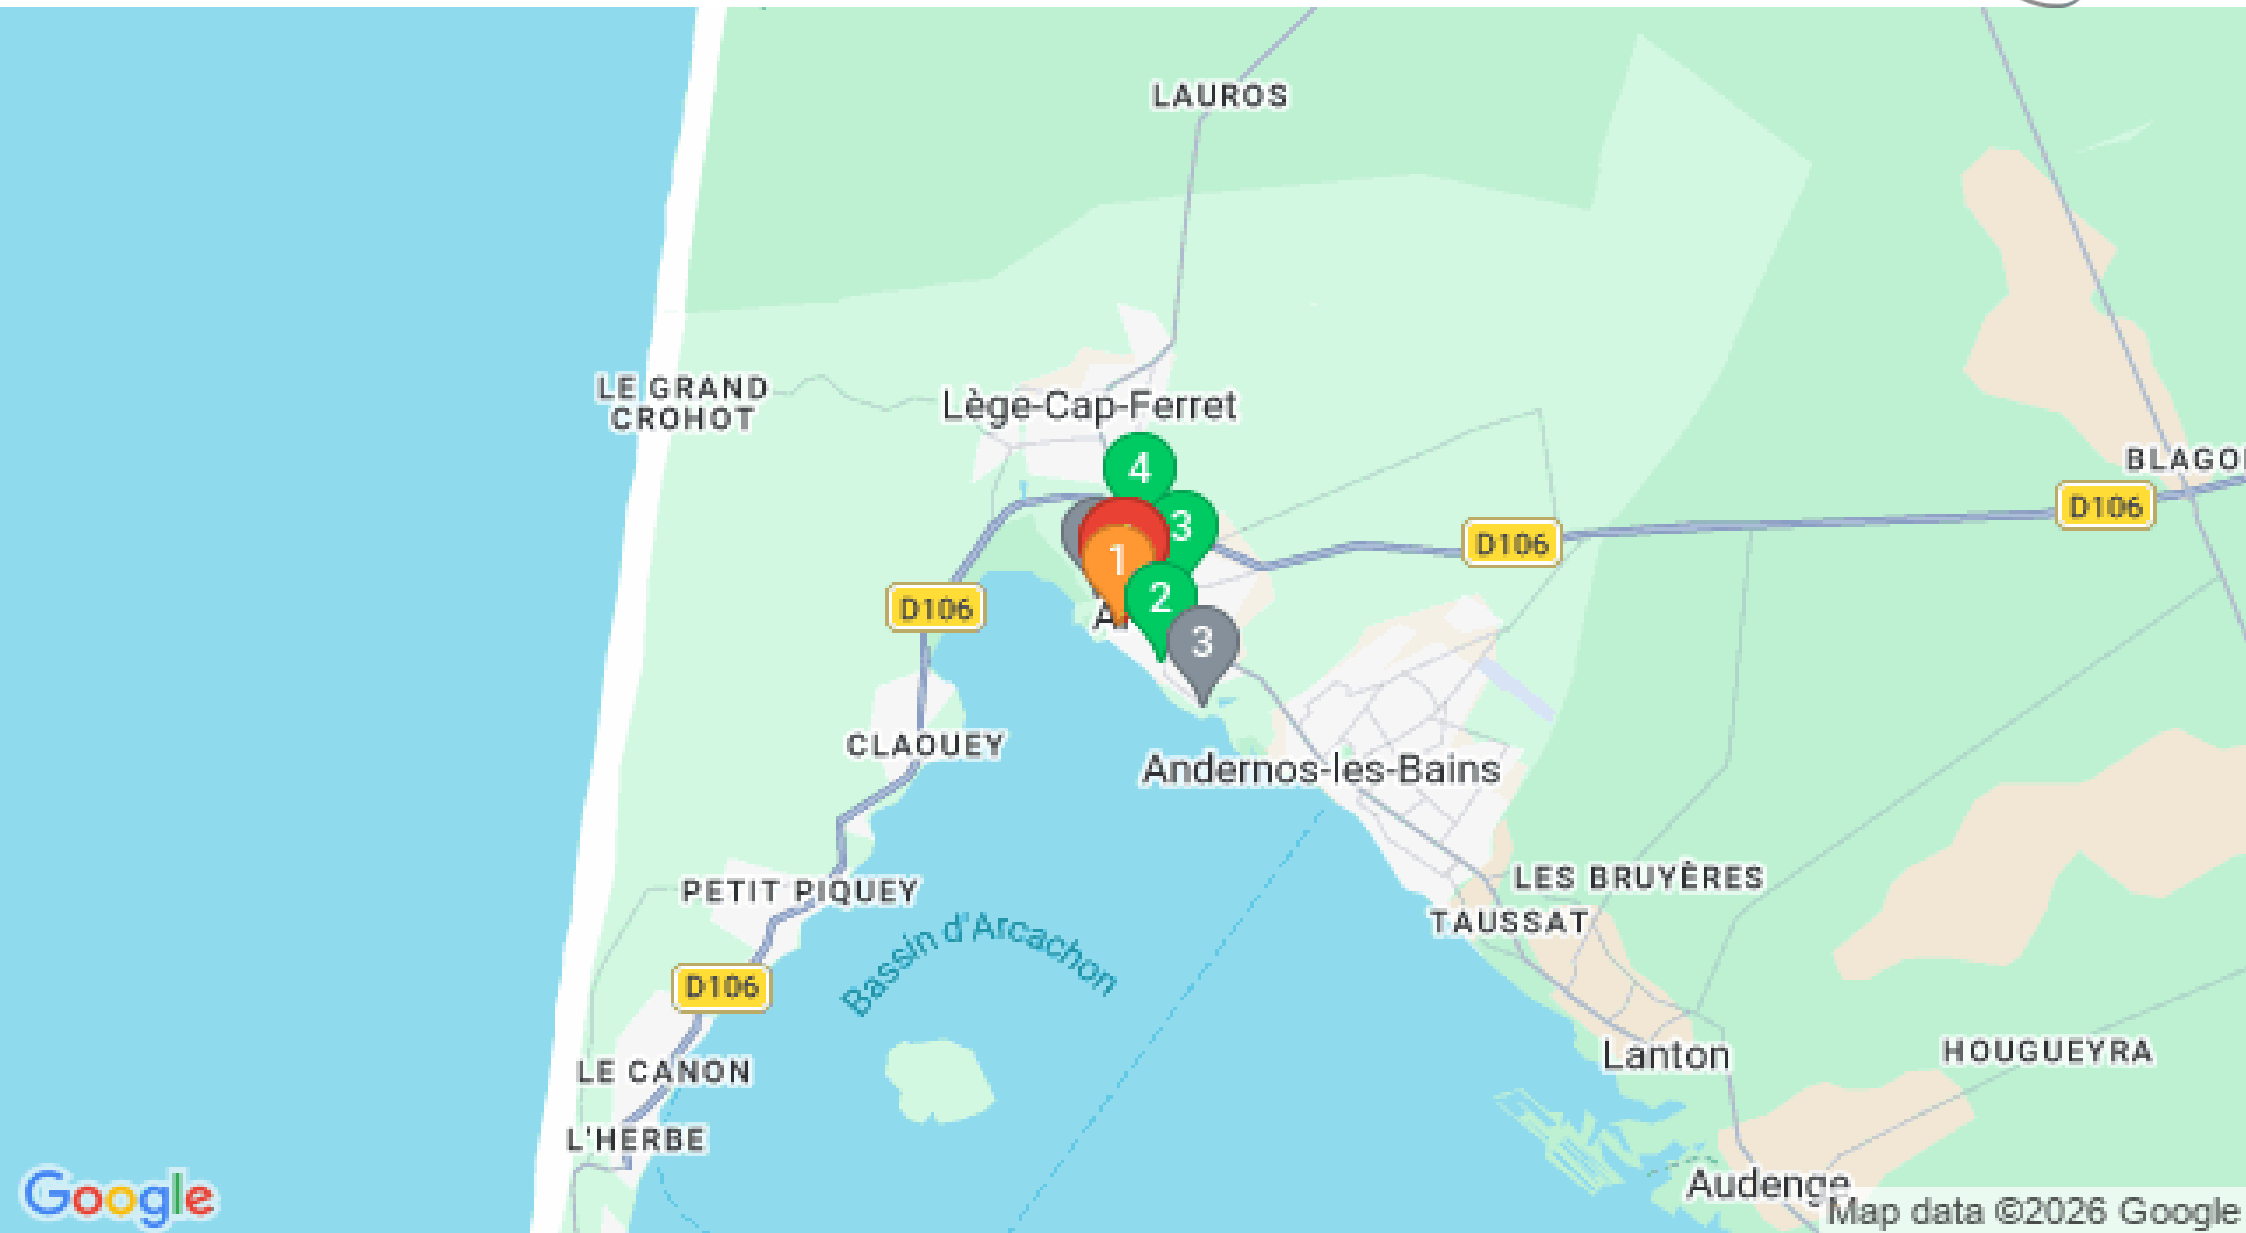 LAUROS
LE GRAND
CROHOT
Lège-Cap-Ferret
BLAGO
4
D106
3
D106
1
D106
2
A
3
CLAOUEY
Andernos-les-Bains
LES BRUYÈRES
PETIT PIQUEY
TAUSSAT
Bassin d'Arcachon
D106
Lanton
HOUGUEYRA
LE CANON
L'HERBE
Audenge
Google
Map data ©2026 Google